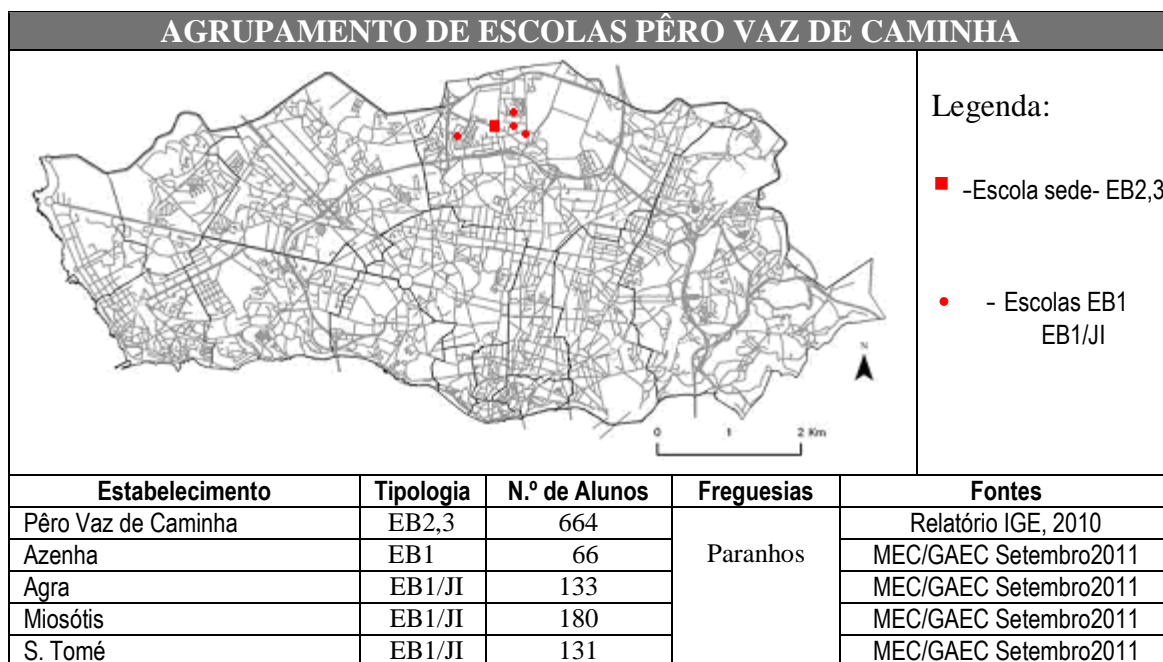 AGRUPAMENTO DE ESCOLAS PÊRO VAZ DE CAMINHA
Legenda:
-Escola sede- EB2,3
- Escolas EB1
EB1/JI
N
0 1 2 Km
Estabelecimento Tipologia N.º de Alunos Freguesias Fontes
Pêro Vaz de Caminha EB2,3 664 Relatório IGE, 2010
Azenha EB1 66 Paranhos MEC/GAEC Setembro2011
Agra EB1/JI 133 MEC/GAEC Setembro2011
Miosótis EB1/JI 180 MEC/GAEC Setembro2011
S. Tomé EB1/JI 131 MEC/GAEC Setembro2011